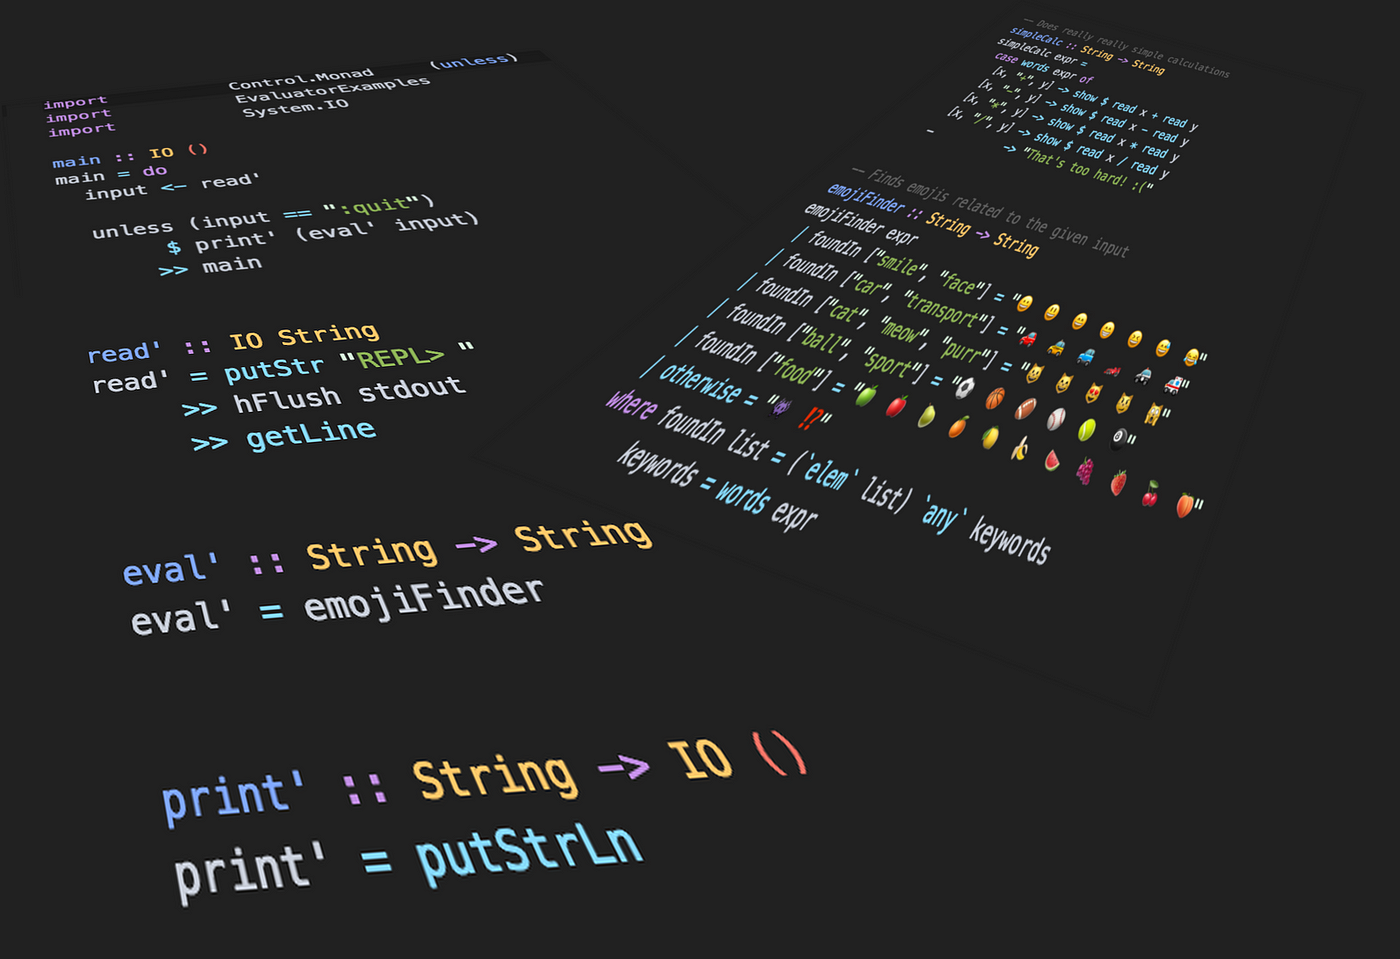 import Control.Monad (unless)
import EvaluatorExamples
import System.IO
main :: IO ()
main = do
input <- read'
unless (input == ":quit")
$ print' (eval' input)
>> main
read' :: IO String
read' = putStr "REPL> "
>> hFlush stdout
>> getLine
eval' :: String -> String
eval' = emojiFinder
print' :: String -> IO ()
print' = putStrLn
-- Does really really simple calculations
simpleCalc :: String -> String
simpleCalc expr =
case words expr of
[x, "+", y] -> show $ read x + read y
[x, "-", y] -> show $ read x - read y
[x, "*", y] -> show $ read x * read y
[x, "/", y] -> show $ read x / read y
_ -> "That's too hard! :("
-- Finds emojis related to the given input
emojiFinder :: String -> String
emojiFinder expr
| foundIn ["smile", "face"] = "😀 😃 😊 😁 😄 😅 😂"
| foundIn ["car", "transport"] = "🚗 🚕 🚙 🏎 🚓 🚑"
| foundIn ["cat", "meow", "purr"] = "😸 😺 😻 😼 🙀"
| foundIn ["ball", "sport"] = "⚽ 🏀 🏈 ⚾ 🎾 🎱"
| foundIn ["food"] = "🍏 🍎 🍐 🍊 🍋 🍌 🍉 🍇 🍓 🍒 🍑"
| otherwise = "👾 ⁉️"
where foundIn list = (`elem` list) `any` keywords
keywords = words expr